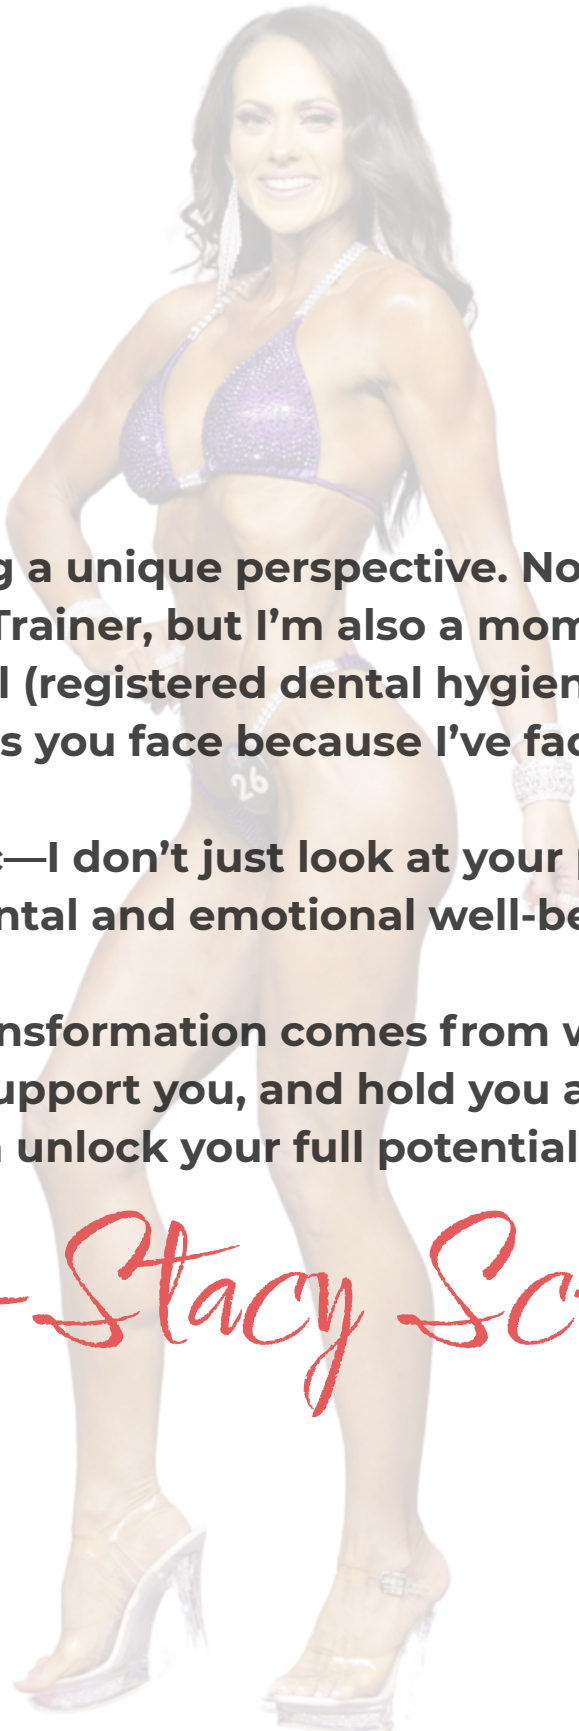 g a unique perspective. No
Trainer, but I’m also a mom
l (registered dental hygien
s you face because I’ve fac
26
c—I don’t just look at your p
ntal and emotional well-be
nsformation comes from w
upport you, and hold you a
n unlock your full potential
-Stacy Sc